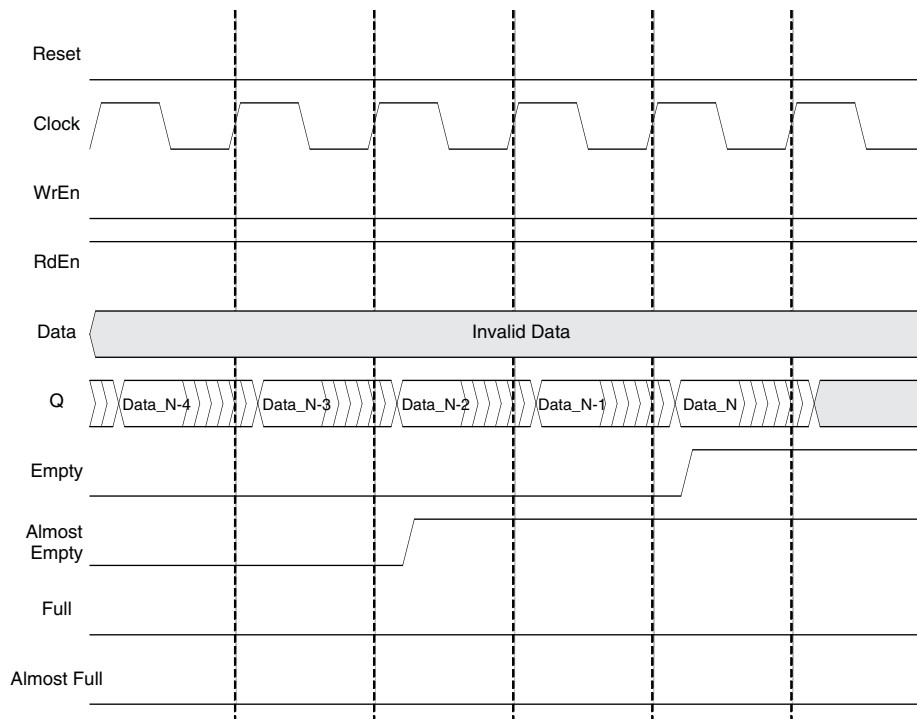 Reset
Clock
WrEn
RdEn
Data
Invalid Data
Q
Data_N-4
Data_N-3
Data_N-2
Data_N-1
Data_N
Empty
Almost
Empty
Full
Almost Full